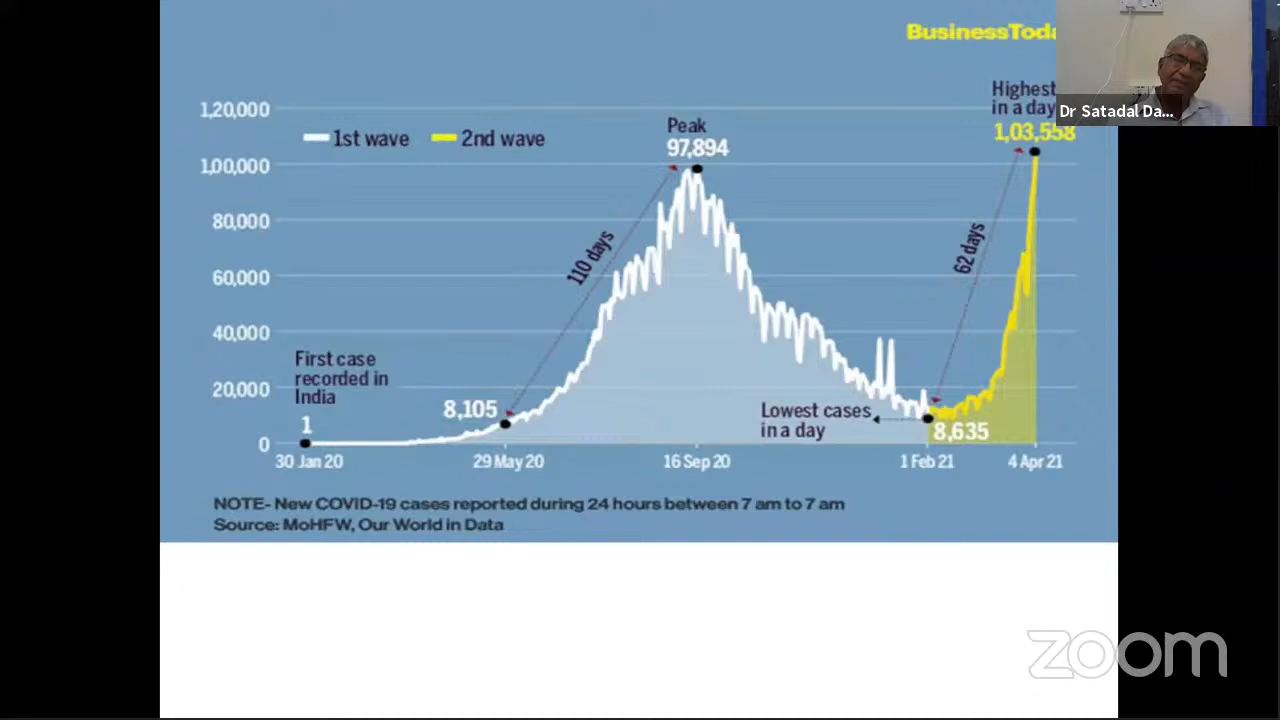 BusinessToda
Highest
in a day
1,03,558
Dr Satadal Da...
1,20,000
1st wave
2nd wave
Peak
97,894
1,00,000
80,000
110 days
62 days
60,000
40,000
First case
recorded in
India
1
20,000
8,105
Lowest cases
in a day
8,635
0
30 Jan 20
29 May 20
16 Sep 20
1 Feb 21
4 Apr 21
NOTE- New COVID-19 cases reported during 24 hours between 7 am to 7 am
Source: MoHFW, Our World in Data
zoom